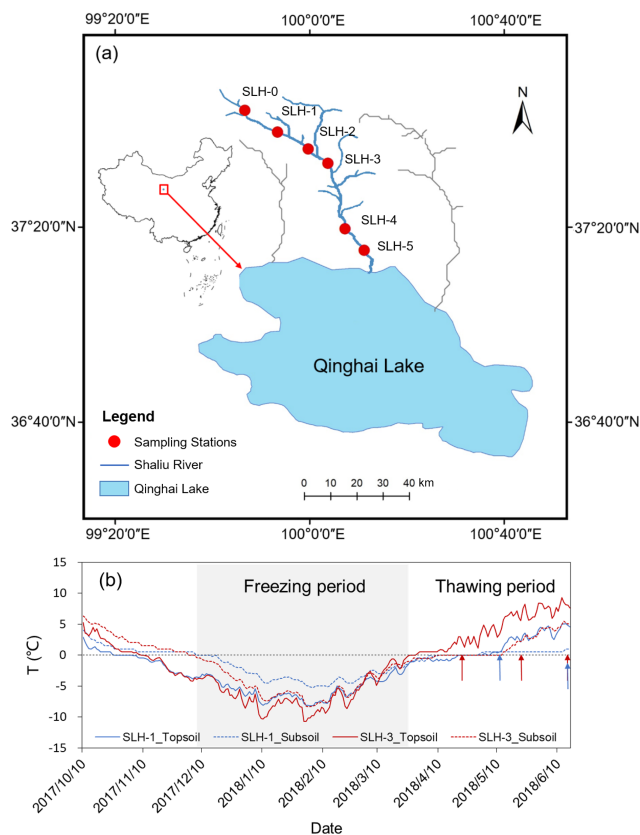 99°20′0″E 100°0′0″E 100°40′0″E
(a)
N
SLH-0
SLH-1
SLH-2
SLH-3
SLH-4
SLH-5
37°20′0″N 37°20′0″N
Qinghai Lake
36°40′0″N 36°40′0″N
Legend
Sampling Stations
Shaliu River
Qinghai Lake
0 10 20 30 40 km
99°20′0″E 100°0′0″E 100°40′0″E
(b)
Freezing period Thawing period
T (℃)
15
10
5
0
-5
-10
-15
SLH-1_Topsoil SLH-1_Subsoil SLH-3_Topsoil SLH-3_Subsoil
2017/10/10 2017/11/10 2017/12/10 2018/1/10 2018/2/10 2018/3/10 2018/4/10 2018/5/10 2018/6/10
Date